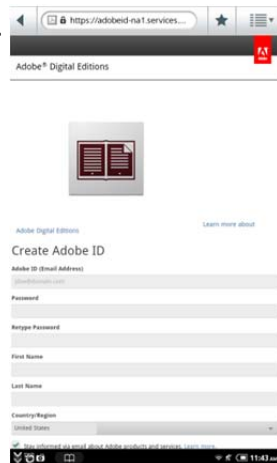 https://adobeid-na1.services...
Adobe
Adobe® Digital Editions
Learn more about
Adobe Digital Editions
Create Adobe ID
Adobe ID (Email Address)
Password
Retype Password
First Name
Last Name
Country/Region
United States
Stay informed via email about Adobe products and services. Learn more.
11:43 AM